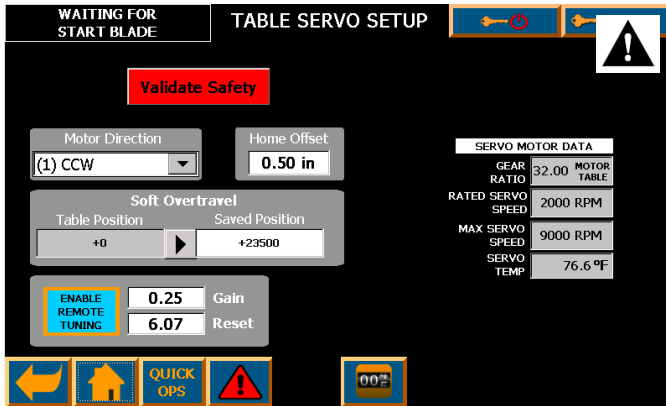 WAITING FOR
START BLADE
TABLE SERVO SETUP
Validate Safety
Motor Direction
(1) CCW
Home Offset
0.50 in
Soft Overtravel
Table Position
Saved Position
+0
+23500
ENABLE
REMOTE
TUNING
0.25 Gain
6.07 Reset
SERVO MOTOR DATA
GEAR
RATIO
32.00 MOTOR
TABLE
RATED SERVO
SPEED
2000 RPM
MAX SERVO
SPEED
9000 RPM
SERVO
TEMP
76.6 °F
QUICK
OPS